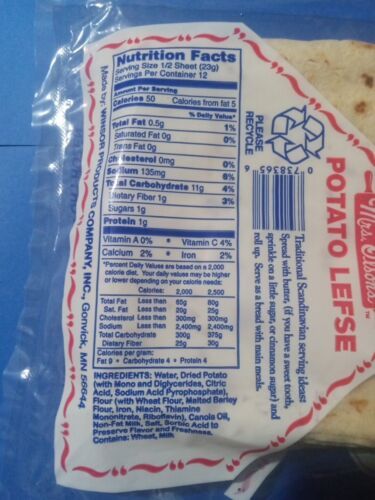 Nutrition Facts
Serving Size 1/2 Sheet (23g)
Servings Per Container 12
Amount Per Serving
Calories 50 Calories from fat 5
% Daily Value*
Total Fat 0.5g 1%
Saturated Fat 0g 0%
Trans Fat 0g
Cholesterol 0mg 0%
Sodium 135mg 6%
Total Carbohydrate 11g 4%
Dietary Fiber 1g 3%
Sugars 1g
Protein 1g
Vitamin A 0% • Vitamin C 4%
Calcium 2% • Iron 2%
*Percent Daily Values are based on a 2,000
calorie diet. Your daily values may be higher
or lower depending on your calorie needs:
Calories: 2,000 2,500
Total Fat Less than 65g 80g
Sat. Fat Less than 20g 25g
Cholesterol Less than 300mg 300mg
Sodium Less than 2,400mg 2,400mg
Total Carbohydrate 300g 375g
Dietary Fiber 25g 30g
Calories per gram:
Fat 9 • Carbohydrate 4 • Protein 4
INGREDIENTS: Water, Dried Potato
(with Mono and Diglycerides, Citric
Acid, Sodium Acid Pyrophosphate),
Flour (with Wheat Flour, Malted Barley
Flour, Iron, Niacin, Thiamine
Mononitrate, Riboflavin), Canola Oil,
Non-Fat Milk, Salt, Sorbic Acid to
Preserve Flavor and Freshness.
Contains: Wheat, Milk
Made by: WINSOR PRODUCTS COMPANY, INC., Gonvick, MN 56644
PLEASE
RECYCLE
0 738365 6
Mrs. Olson's TM
POTATO LEFSE
Traditional Scandinavian serving ideas:
Spread with butter, (if you have a sweet tooth,
sprinkle on a little sugar, or cinnamon sugar) and
roll up. Serve as a bread with main meals.